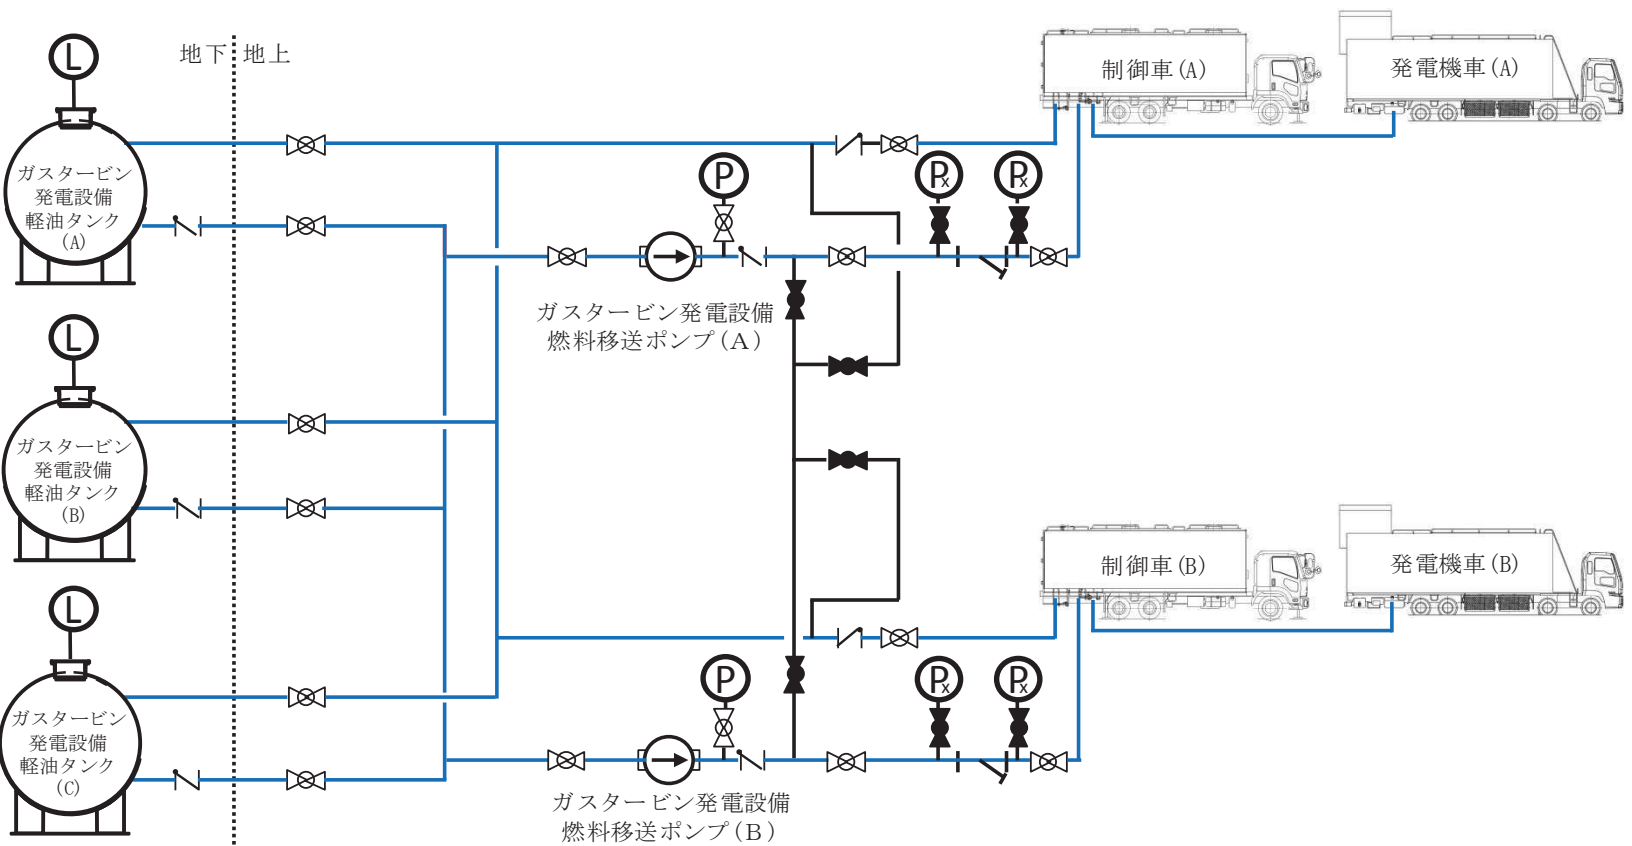 地下 地上
L
ガスタービン
発電設備
軽油タンク
(A)
制御車(A)
発電機車(A)
P
Px
Px
ガスタービン発電設備
燃料移送ポンプ(A)
L
ガスタービン
発電設備
軽油タンク
(B)
制御車(B)
発電機車(B)
L
ガスタービン
発電設備
軽油タンク
(C)
P
Px
Px
ガスタービン発電設備
燃料移送ポンプ(B)